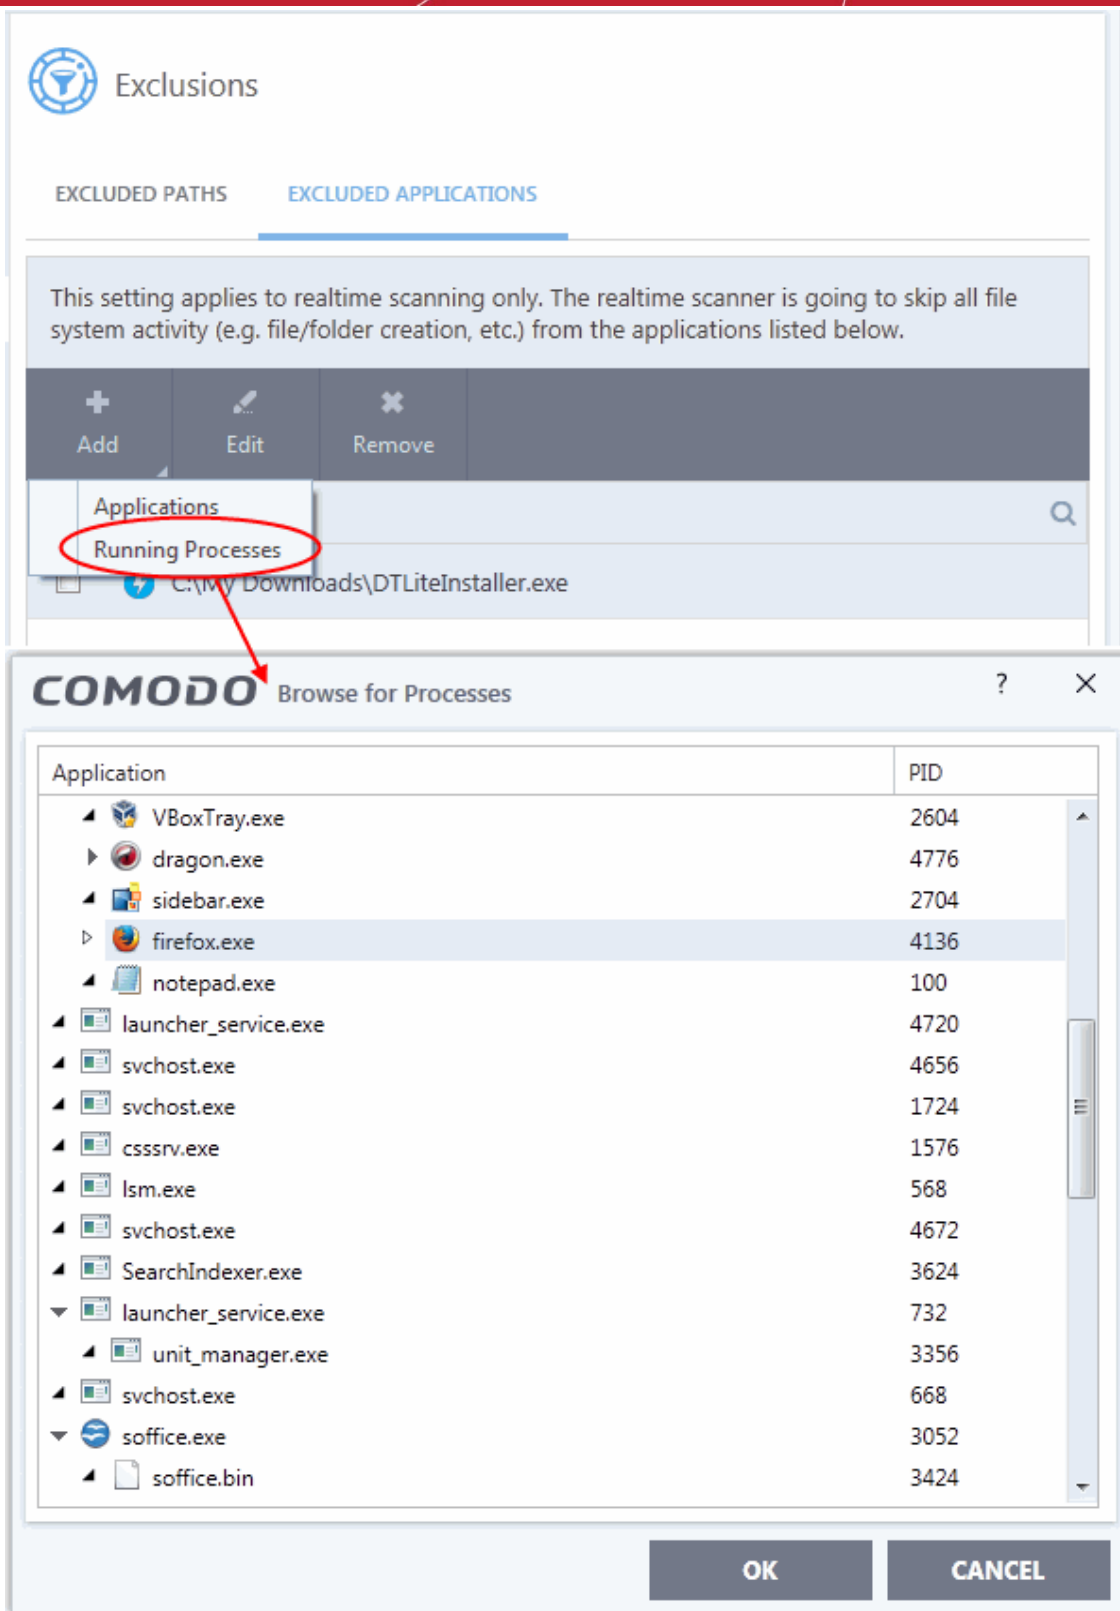 Exclusions
EXCLUDED PATHS EXCLUDED APPLICATIONS
This setting applies to realtime scanning only. The realtime scanner is going to skip all file
system activity (e.g. file/folder creation, etc.) from the applications listed below.
Add Edit Remove
Applications
Running Processes
C:\My Downloads\DTLiteInstaller.exe
COMODO Browse for Processes ?
Application PID
VBoxTray.exe 2604
dragon.exe 4776
sidebar.exe 2704
firefox.exe 4136
notepad.exe 100
launcher_service.exe 4720
svchost.exe 4656
svchost.exe 1724
csssrv.exe 1576
lsm.exe 568
svchost.exe 4672
SearchIndexer.exe 3624
launcher_service.exe 732
unit_manager.exe 3356
svchost.exe 668
soffice.exe 3052
soffice.bin 3424
OK CANCEL